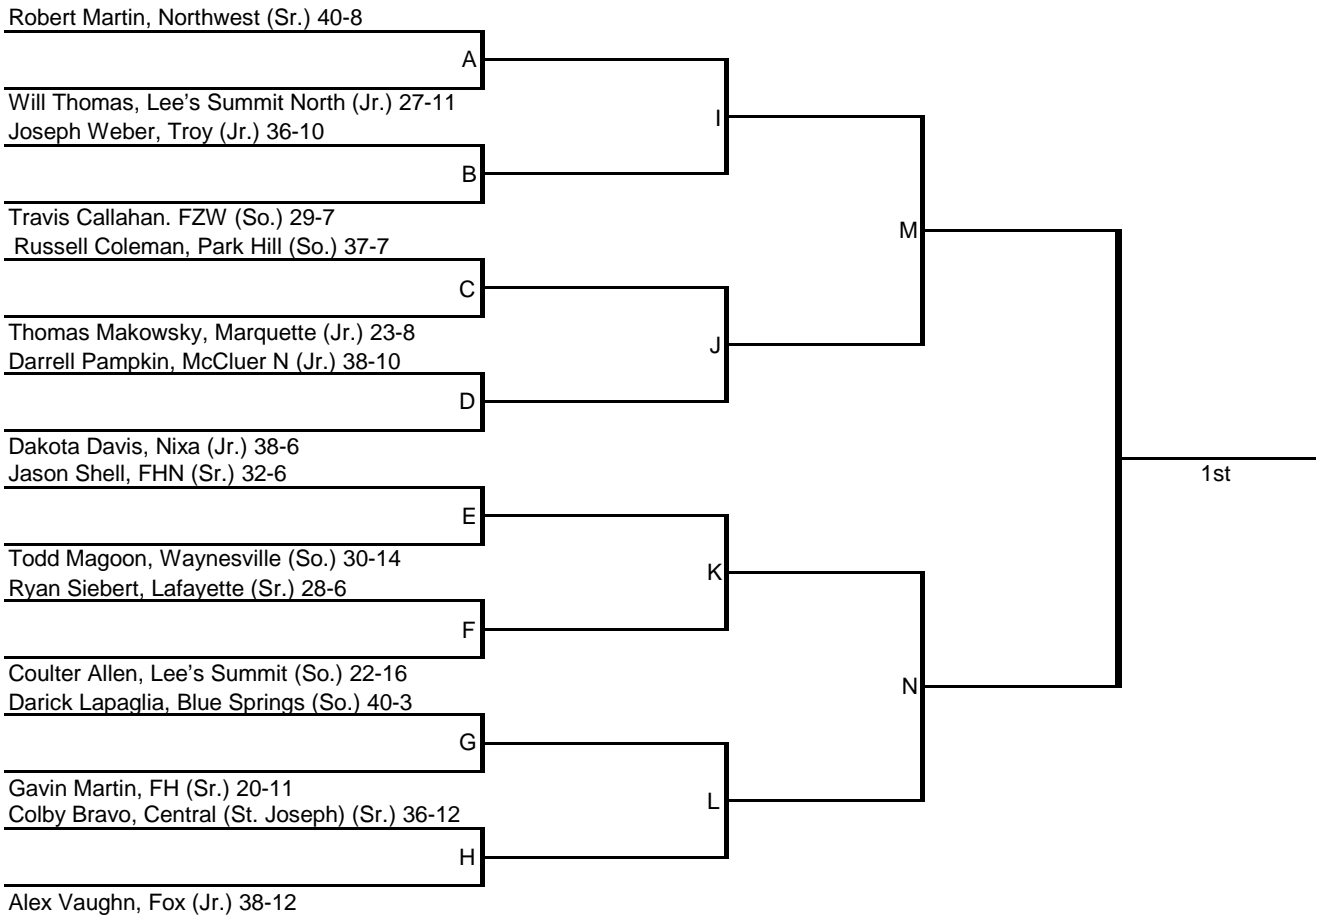 Robert Martin, Northwest (Sr.) 40-8
A
Will Thomas, Lee's Summit North (Jr.) 27-11
I
Joseph Weber, Troy (Jr.) 36-10
B
Travis Callahan. FZW (So.) 29-7
M
Russell Coleman, Park Hill (So.) 37-7
C
Thomas Makowsky, Marquette (Jr.) 23-8
J
Darrell Pampkin, McCluer N (Jr.) 38-10
D
Dakota Davis, Nixa (Jr.) 38-6
1st
Jason Shell, FHN (Sr.) 32-6
E
Todd Magoon, Waynesville (So.) 30-14
K
Ryan Siebert, Lafayette (Sr.) 28-6
F
Coulter Allen, Lee's Summit (So.) 22-16
N
Darick Lapaglia, Blue Springs (So.) 40-3
G
Gavin Martin, FH (Sr.) 20-11
L
Colby Bravo, Central (St. Joseph) (Sr.) 36-12
H
Alex Vaughn, Fox (Jr.) 38-12